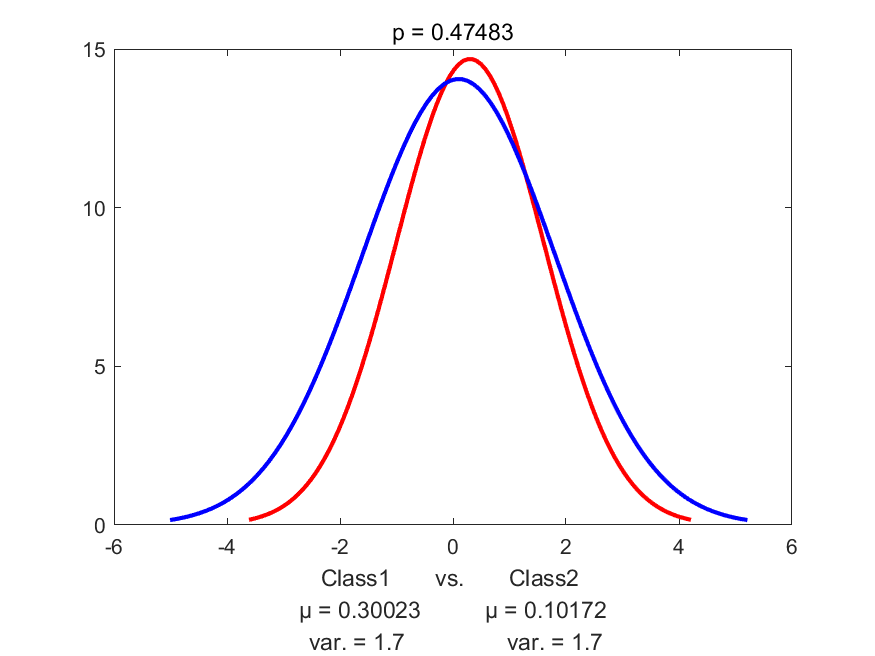 p = 0.47483
15
10
5
0
-6 -4 -2 0 2 4 6
Class1 vs. Class2
μ = 0.30023 μ = 0.10172
var. = 1.7 var. = 1.7